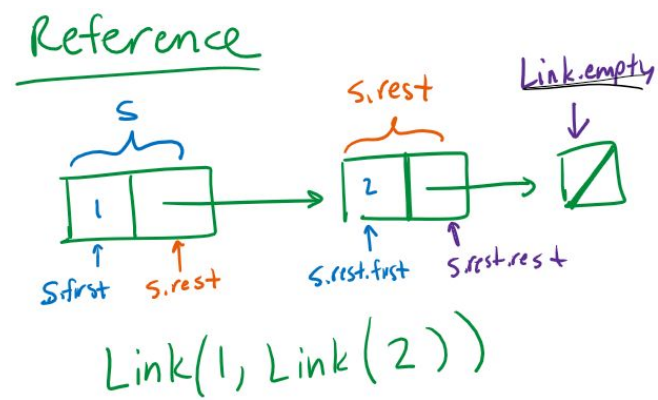 Reference
Link.empty
s.rest
s
1
2
s.first
s.rest
s.rest.first
s.rest.rest
Link(1, Link(2))